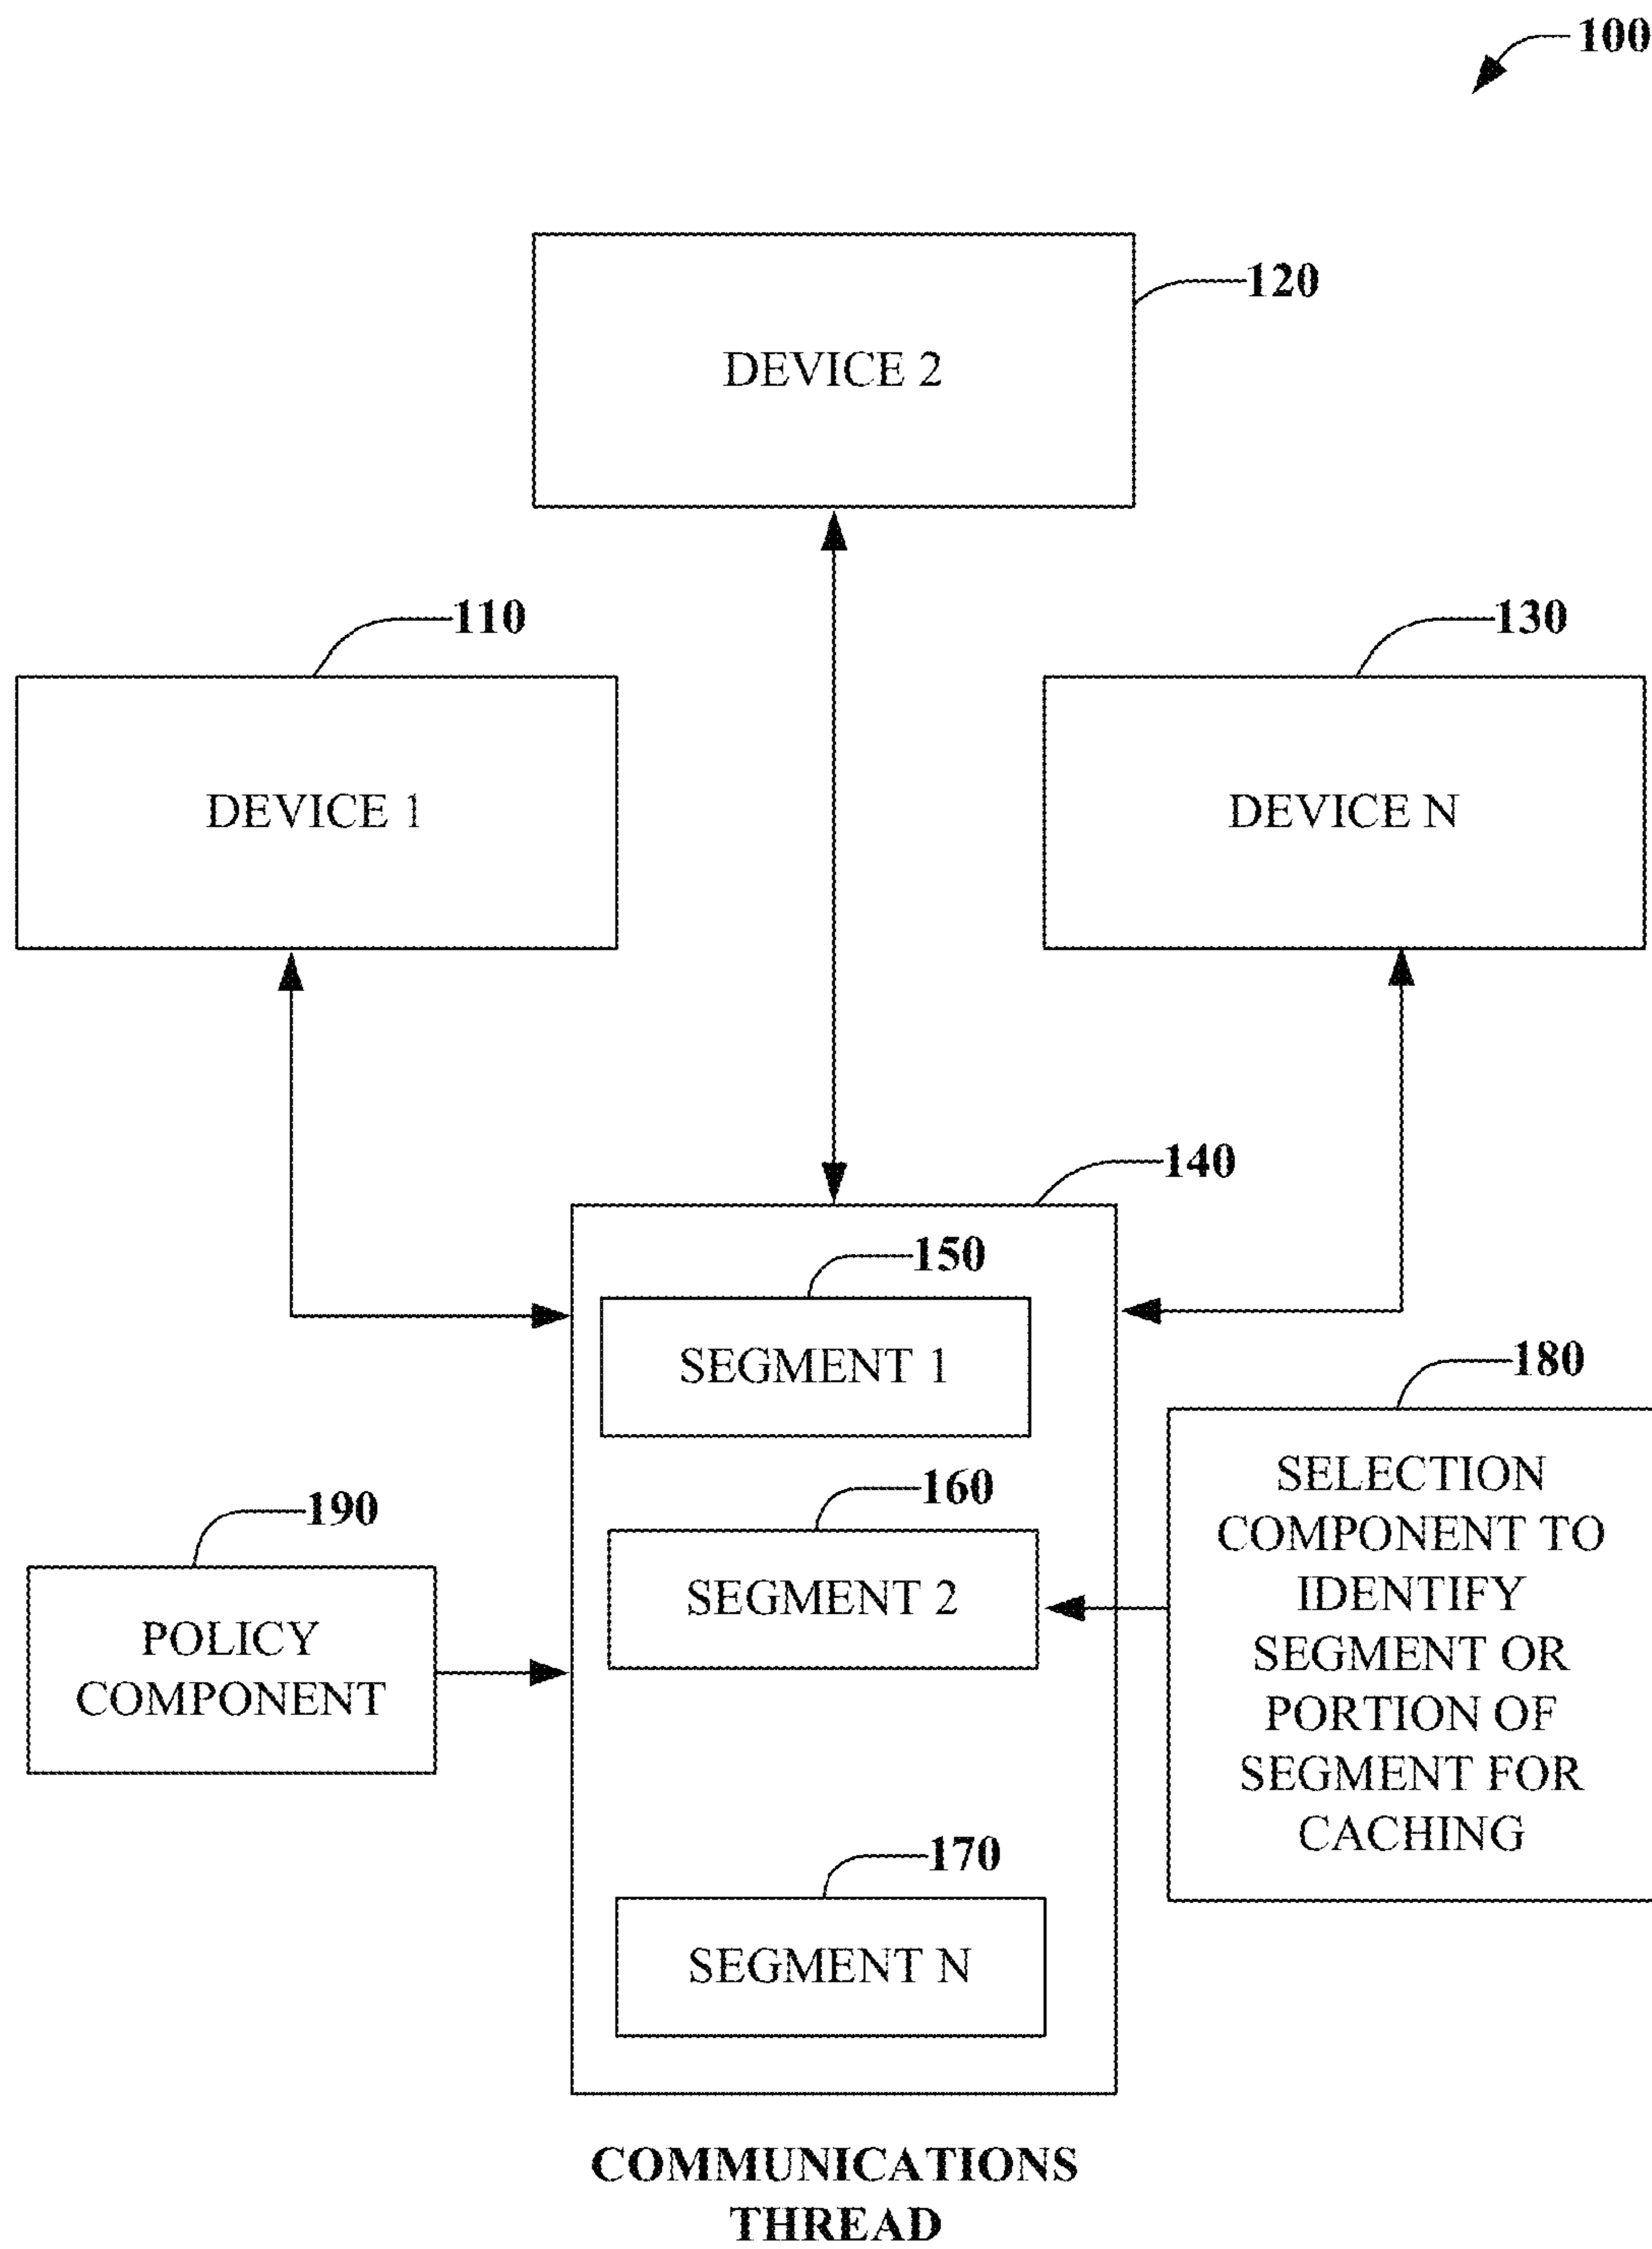 100
120
DEVICE 2
110
130
DEVICE 1
DEVICE N
140
150
SEGMENT 1
180
160
SEGMENT 2
190
POLICY
COMPONENT
SELECTION
COMPONENT TO
IDENTIFY
SEGMENT OR
PORTION OF
SEGMENT FOR
CACHING
170
SEGMENT N
COMMUNICATIONS
THREAD